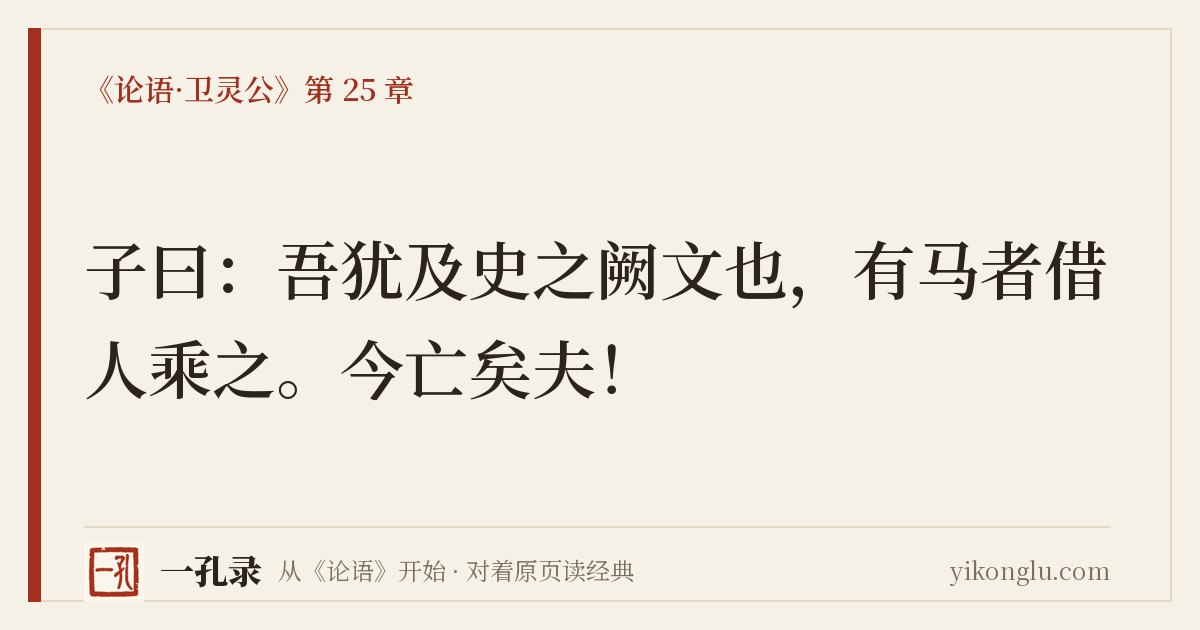 《论语·卫灵公》第 25 章
子曰：吾犹及史之阙文也，有马者借
人乘之。今亡矣夫！
一孔
一孔录 从《论语》开始 · 对着原页读经典 yikonglu.com